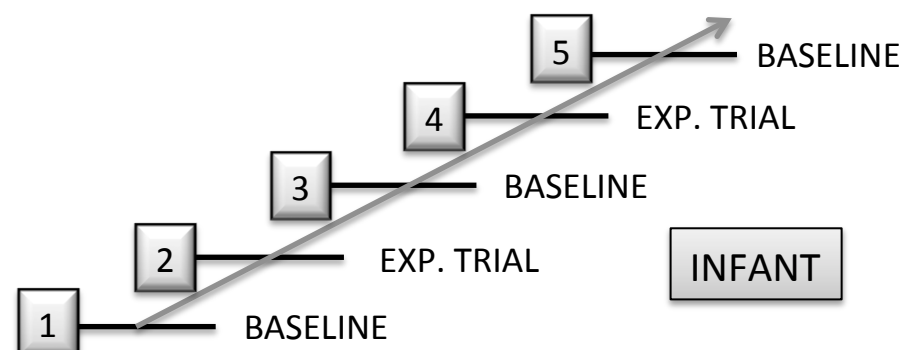 5 BASELINE
4 EXP. TRIAL
3 BASELINE
2 EXP. TRIAL
INFANT
1 BASELINE